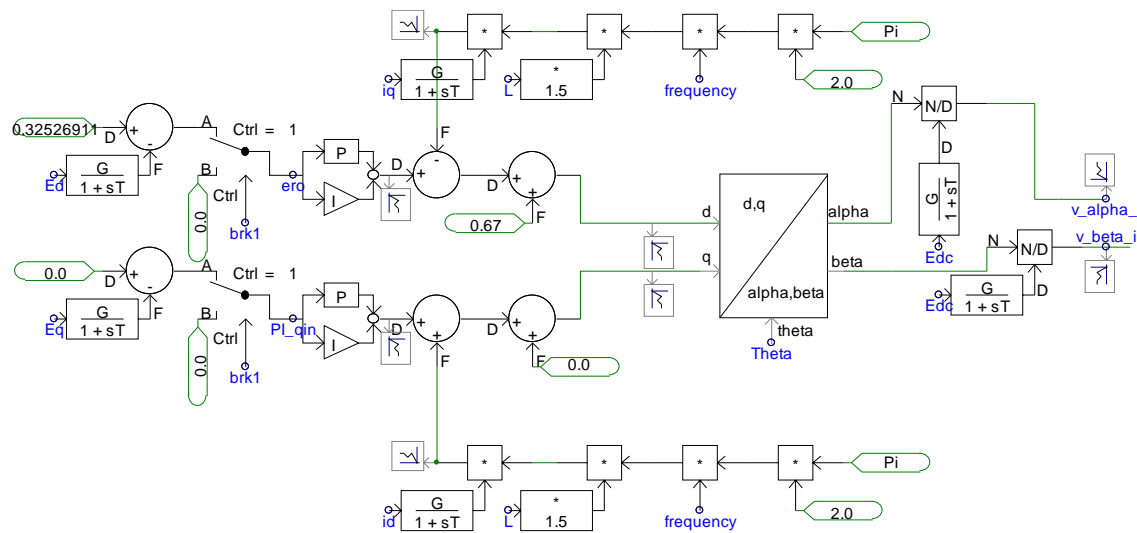 * * * * Pi
G
1 + sT
iq
*
1.5
L
frequency
2.0
N
N/D
D
G
1 + sT
Edc
v_alpha_
0.32526911
D
+
-
F
G
1 + sT
Ed
A
B
Ctrl = 1
Ctrl
0.0
brk1
ero
P
I
D
+
-
F
D
+
+
F
0.67
d
q
d,q
alpha,beta
alpha
beta
theta
Theta
N
N/D
D
G
1 + sT
Edc
v_beta_i
0.0
D
+
-
F
G
1 + sT
Eq
A
B
Ctrl = 1
Ctrl
0.0
brk1
PI_qin
P
I
D
+
+
F
D
+
+
F
0.0
* * * * Pi
G
1 + sT
id
*
1.5
L
frequency
2.0